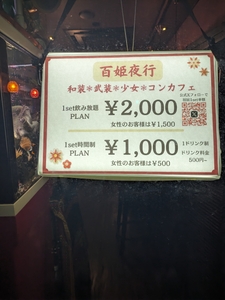 百姫夜行
和装＊武装＊少女＊コンカフェ
1set飲み放題
PLAN
￥2,000
女性のお客様は￥1,500
1set時間制
PLAN
￥1,000
女性のお客様は￥500
1ドリンク制
ドリンク料金
500円~